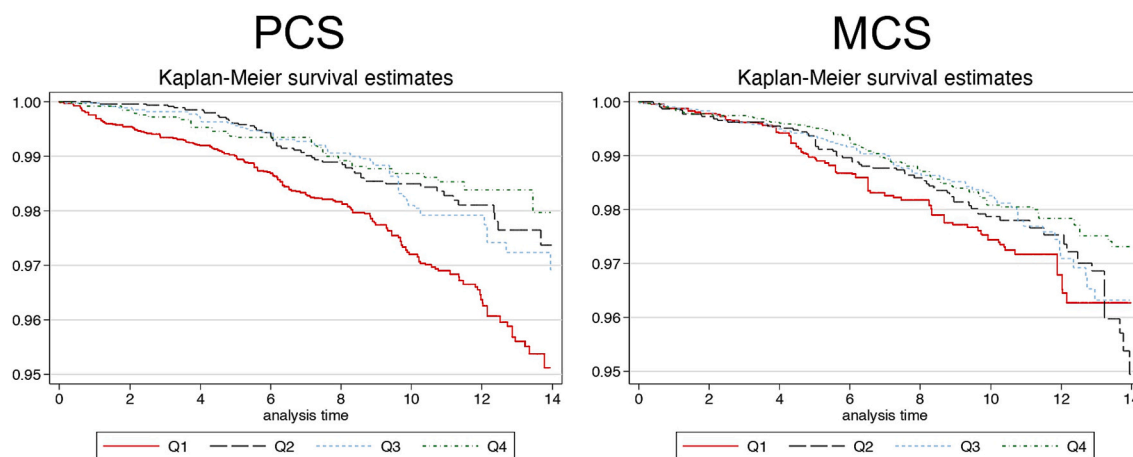 PCS
Kaplan-Meier survival estimates
1.00
0.99
0.98
0.97
0.96
0.95
0 2 4 6 8 10 12 14
analysis time
Q1 Q2 Q3 Q4
MCS
Kaplan-Meier survival estimates
1.00
0.99
0.98
0.97
0.96
0.95
0 2 4 6 8 10 12 14
analysis time
Q1 Q2 Q3 Q4